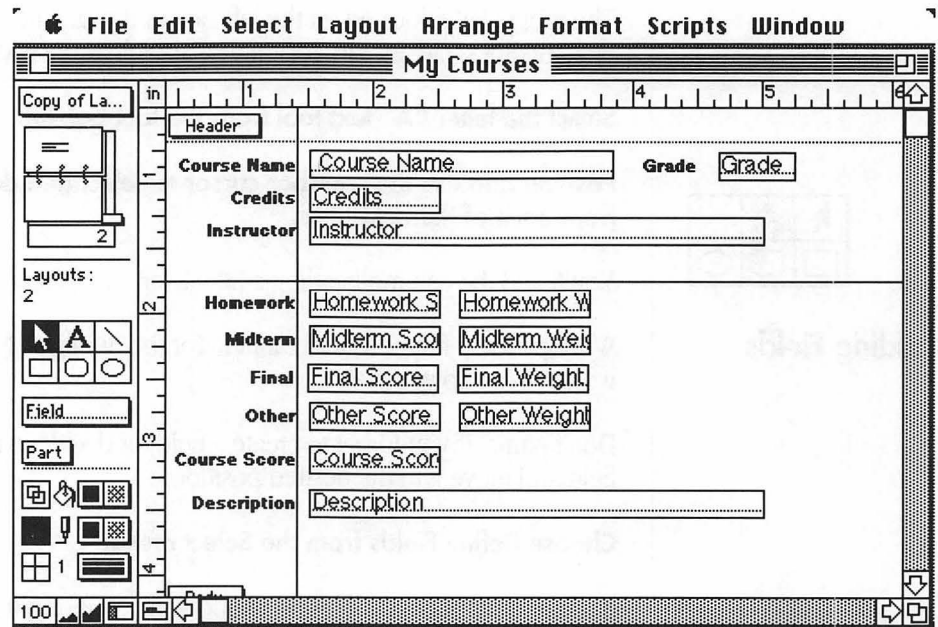 File Edit Select Layout Arrange Format Scripts Window
My Courses
Copy of La...
in 1 2 3 4 5 6
Header
Course Name Course Name Grade Grade
1
Credits Credits
2
Instructor Instructor
Layouts:
2
2
Homework Homework S Homework W
A
Midterm Midterm Scor Midterm Weig
Final Final Score Final Weight
Field
Other Other Score Other Weight
3
Part
Course Score Course Scor
Description Description
1
4
Body
100